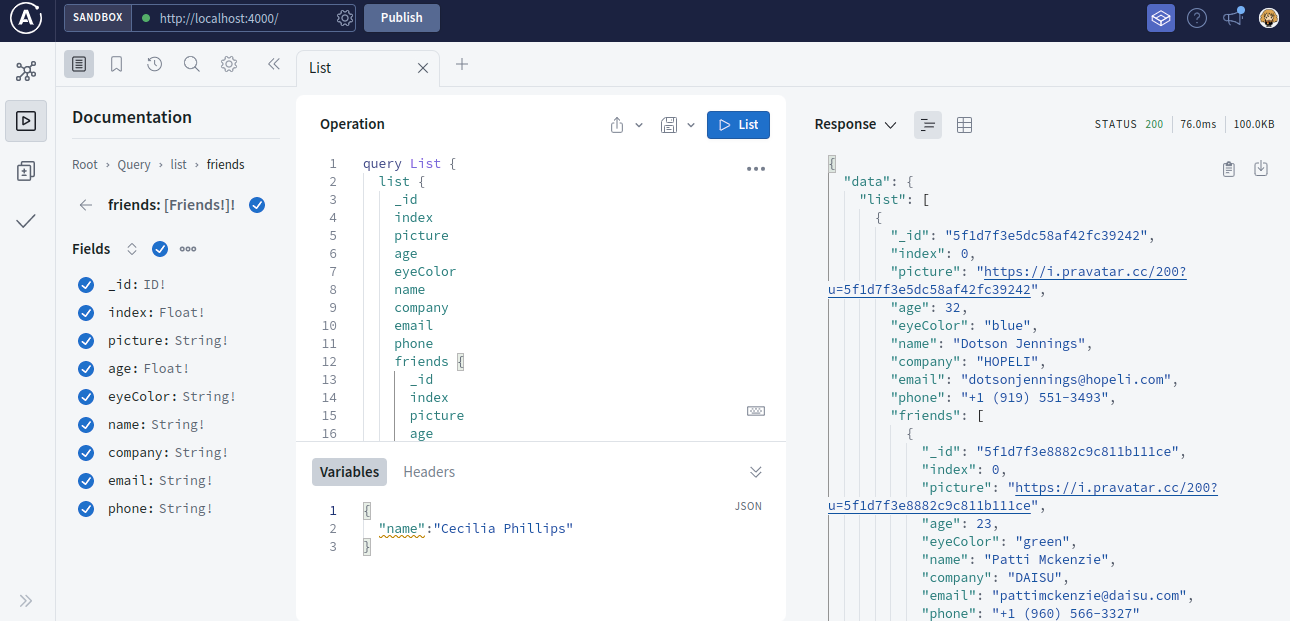 SANDBOX
http://localhost:4000/
Publish
Documentation
Root › Query › list › friends
friends: [Friends!]!
Fields
_id: ID!
index: Float!
picture: String!
age: Float!
eyeColor: String!
name: String!
company: String!
email: String!
phone: String!
List
Operation
List
1 query List {
2 list {
3 _id
4 index
5 picture
6 age
7 eyeColor
8 name
9 company
10 email
11 phone
12 friends {
13 _id
14 index
15 picture
16 age
Variables
Headers
JSON
1 {
2 "name":"Cecilia Phillips"
3 }
Response
STATUS 200
76.0ms
100.0KB
{
"data": {
"list": [
{
"_id": "5f1d7f3e5dc58af42fc39242",
"index": 0,
"picture": "https://i.pravatar.cc/200?
u=5f1d7f3e5dc58af42fc39242",
"age": 32,
"eyeColor": "blue",
"name": "Dotson Jennings",
"company": "HOPELI",
"email": "dotsonjennings@hopeli.com",
"phone": "+1 (919) 551-3493",
"friends": [
{
"_id": "5f1d7f3e8882c9c811b111ce",
"index": 0,
"picture": "https://i.pravatar.cc/200?
u=5f1d7f3e8882c9c811b111ce",
"age": 23,
"eyeColor": "green",
"name": "Patti Mckenzie",
"company": "DAISU",
"email": "pattimckenzie@daisu.com",
"phone": "+1 (960) 566-3327"